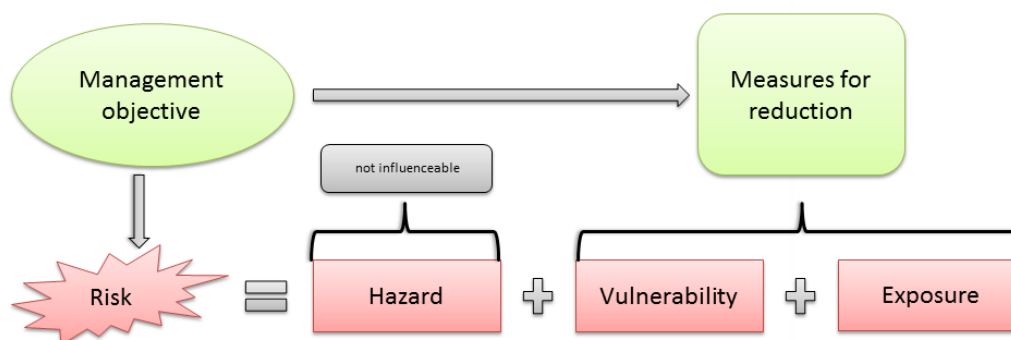 Management
objective
Measures for
reduction
not influenceable
Risk
Hazard
Vulnerability
Exposure